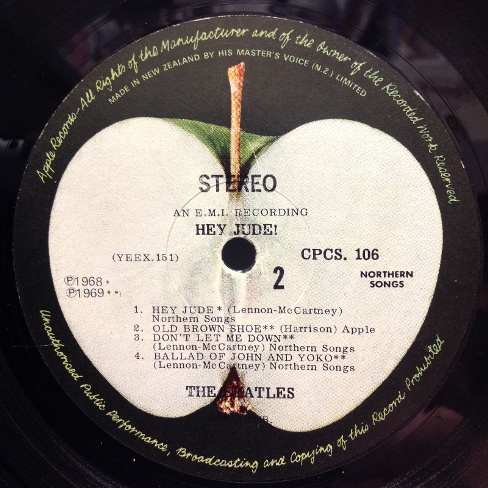 Apple Records - All Rights of the Manufacturer and of the Owner of the Recorded Work Reserved
MADE IN NEW ZEALAND BY HIS MASTER'S VOICE (N.Z.) LIMITED
STEREO
AN E.M.I. RECORDING
HEY JUDE!
(YEEX.151)
CPCS. 106
2
NORTHERN
SONGS
℗1968 *
℗1969 **
1. HEY JUDE * (Lennon-McCartney)
Northern Songs
2. OLD BROWN SHOE** (Harrison) Apple
3. DON'T LET ME DOWN**
(Lennon-McCartney) Northern Songs
4. BALLAD OF JOHN AND YOKO**
(Lennon-McCartney) Northern Songs
THE BEATLES
Unauthorized Public Performance, Broadcasting and Copying of this Record Prohibited